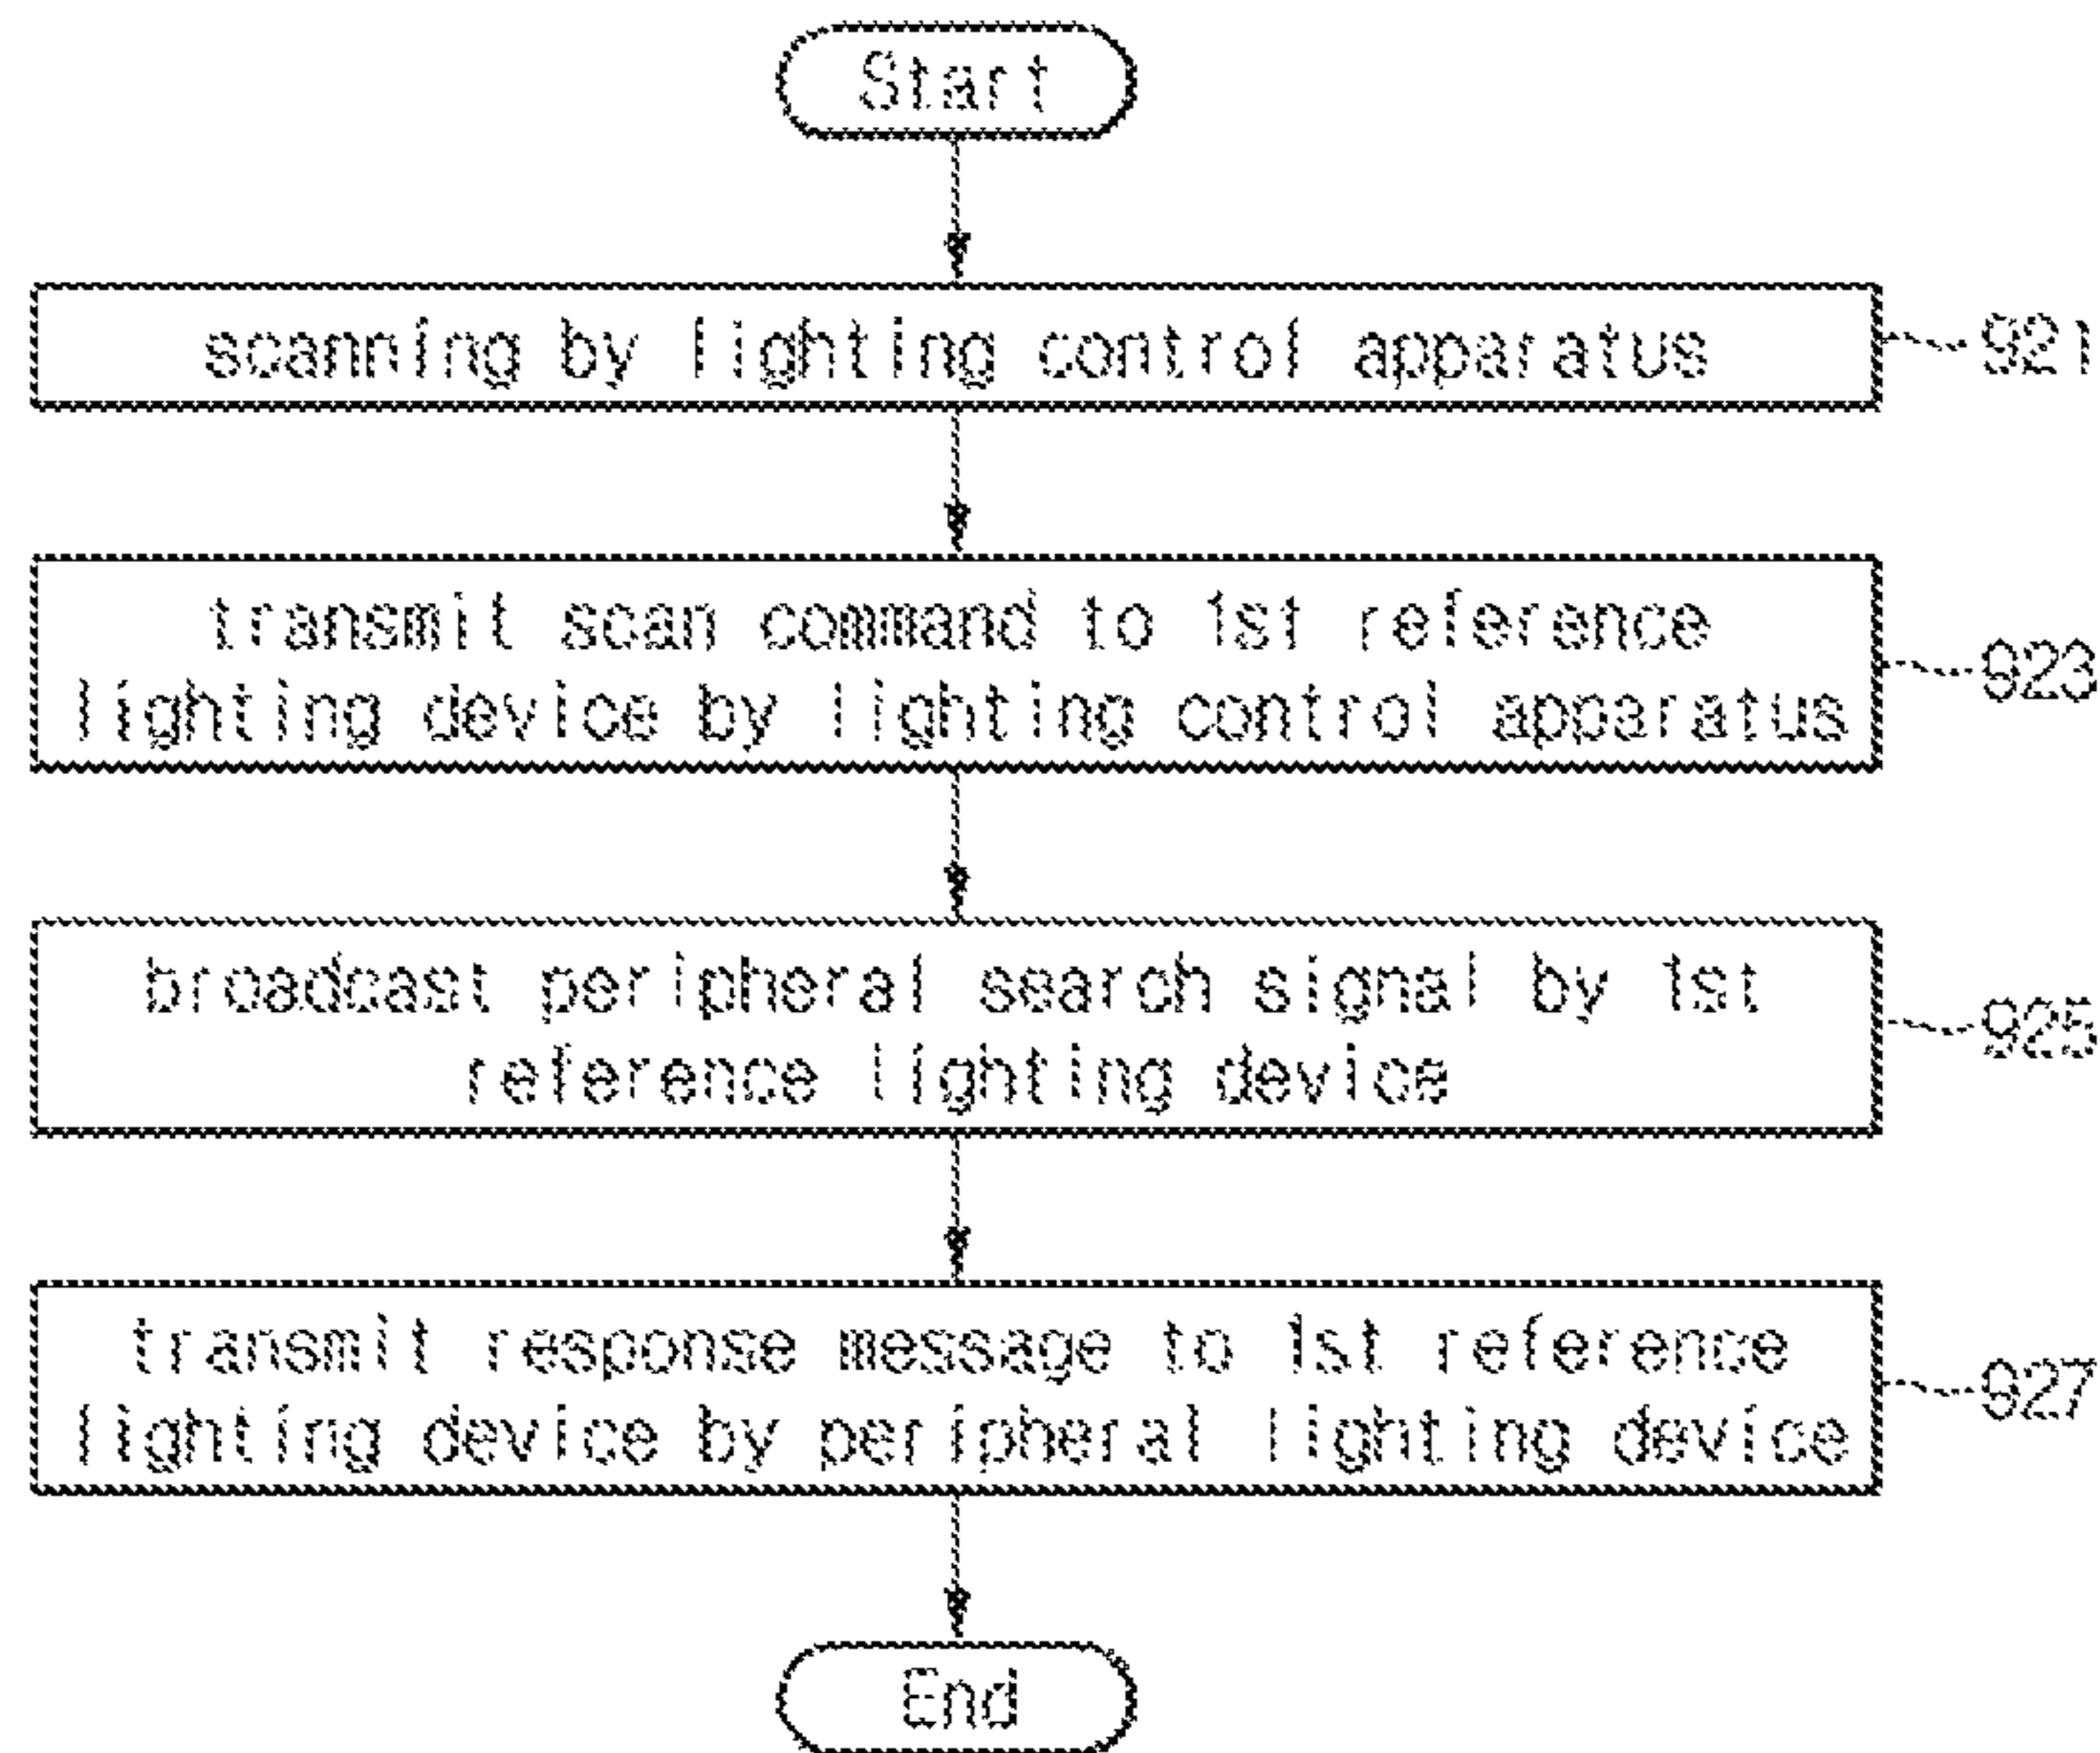 Start
scanning by lighting control apparatus
921
transmit scan command to 1st reference
lighting device by lighting control apparatus
923
broadcast peripheral search signal by 1st
reference lighting device
925
transmit response message to 1st reference
lighting device by peripheral lighting device
927
End